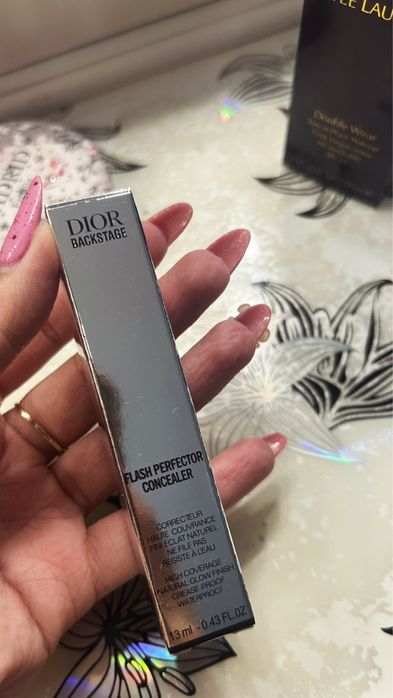 DIOR
BACKSTAGE
FLASH PERFECTOR
CONCEALER
CORRECTEUR
HAUTE COUVRANCE
FINI ÉCLAT NATUREL
NE FILE PAS
RÉSISTE À L'EAU
HIGH COVERAGE
NATURAL GLOW FINISH
CREASE-PROOF
WATERPROOF
13 ml - 0.43 FL.OZ
Double Wear